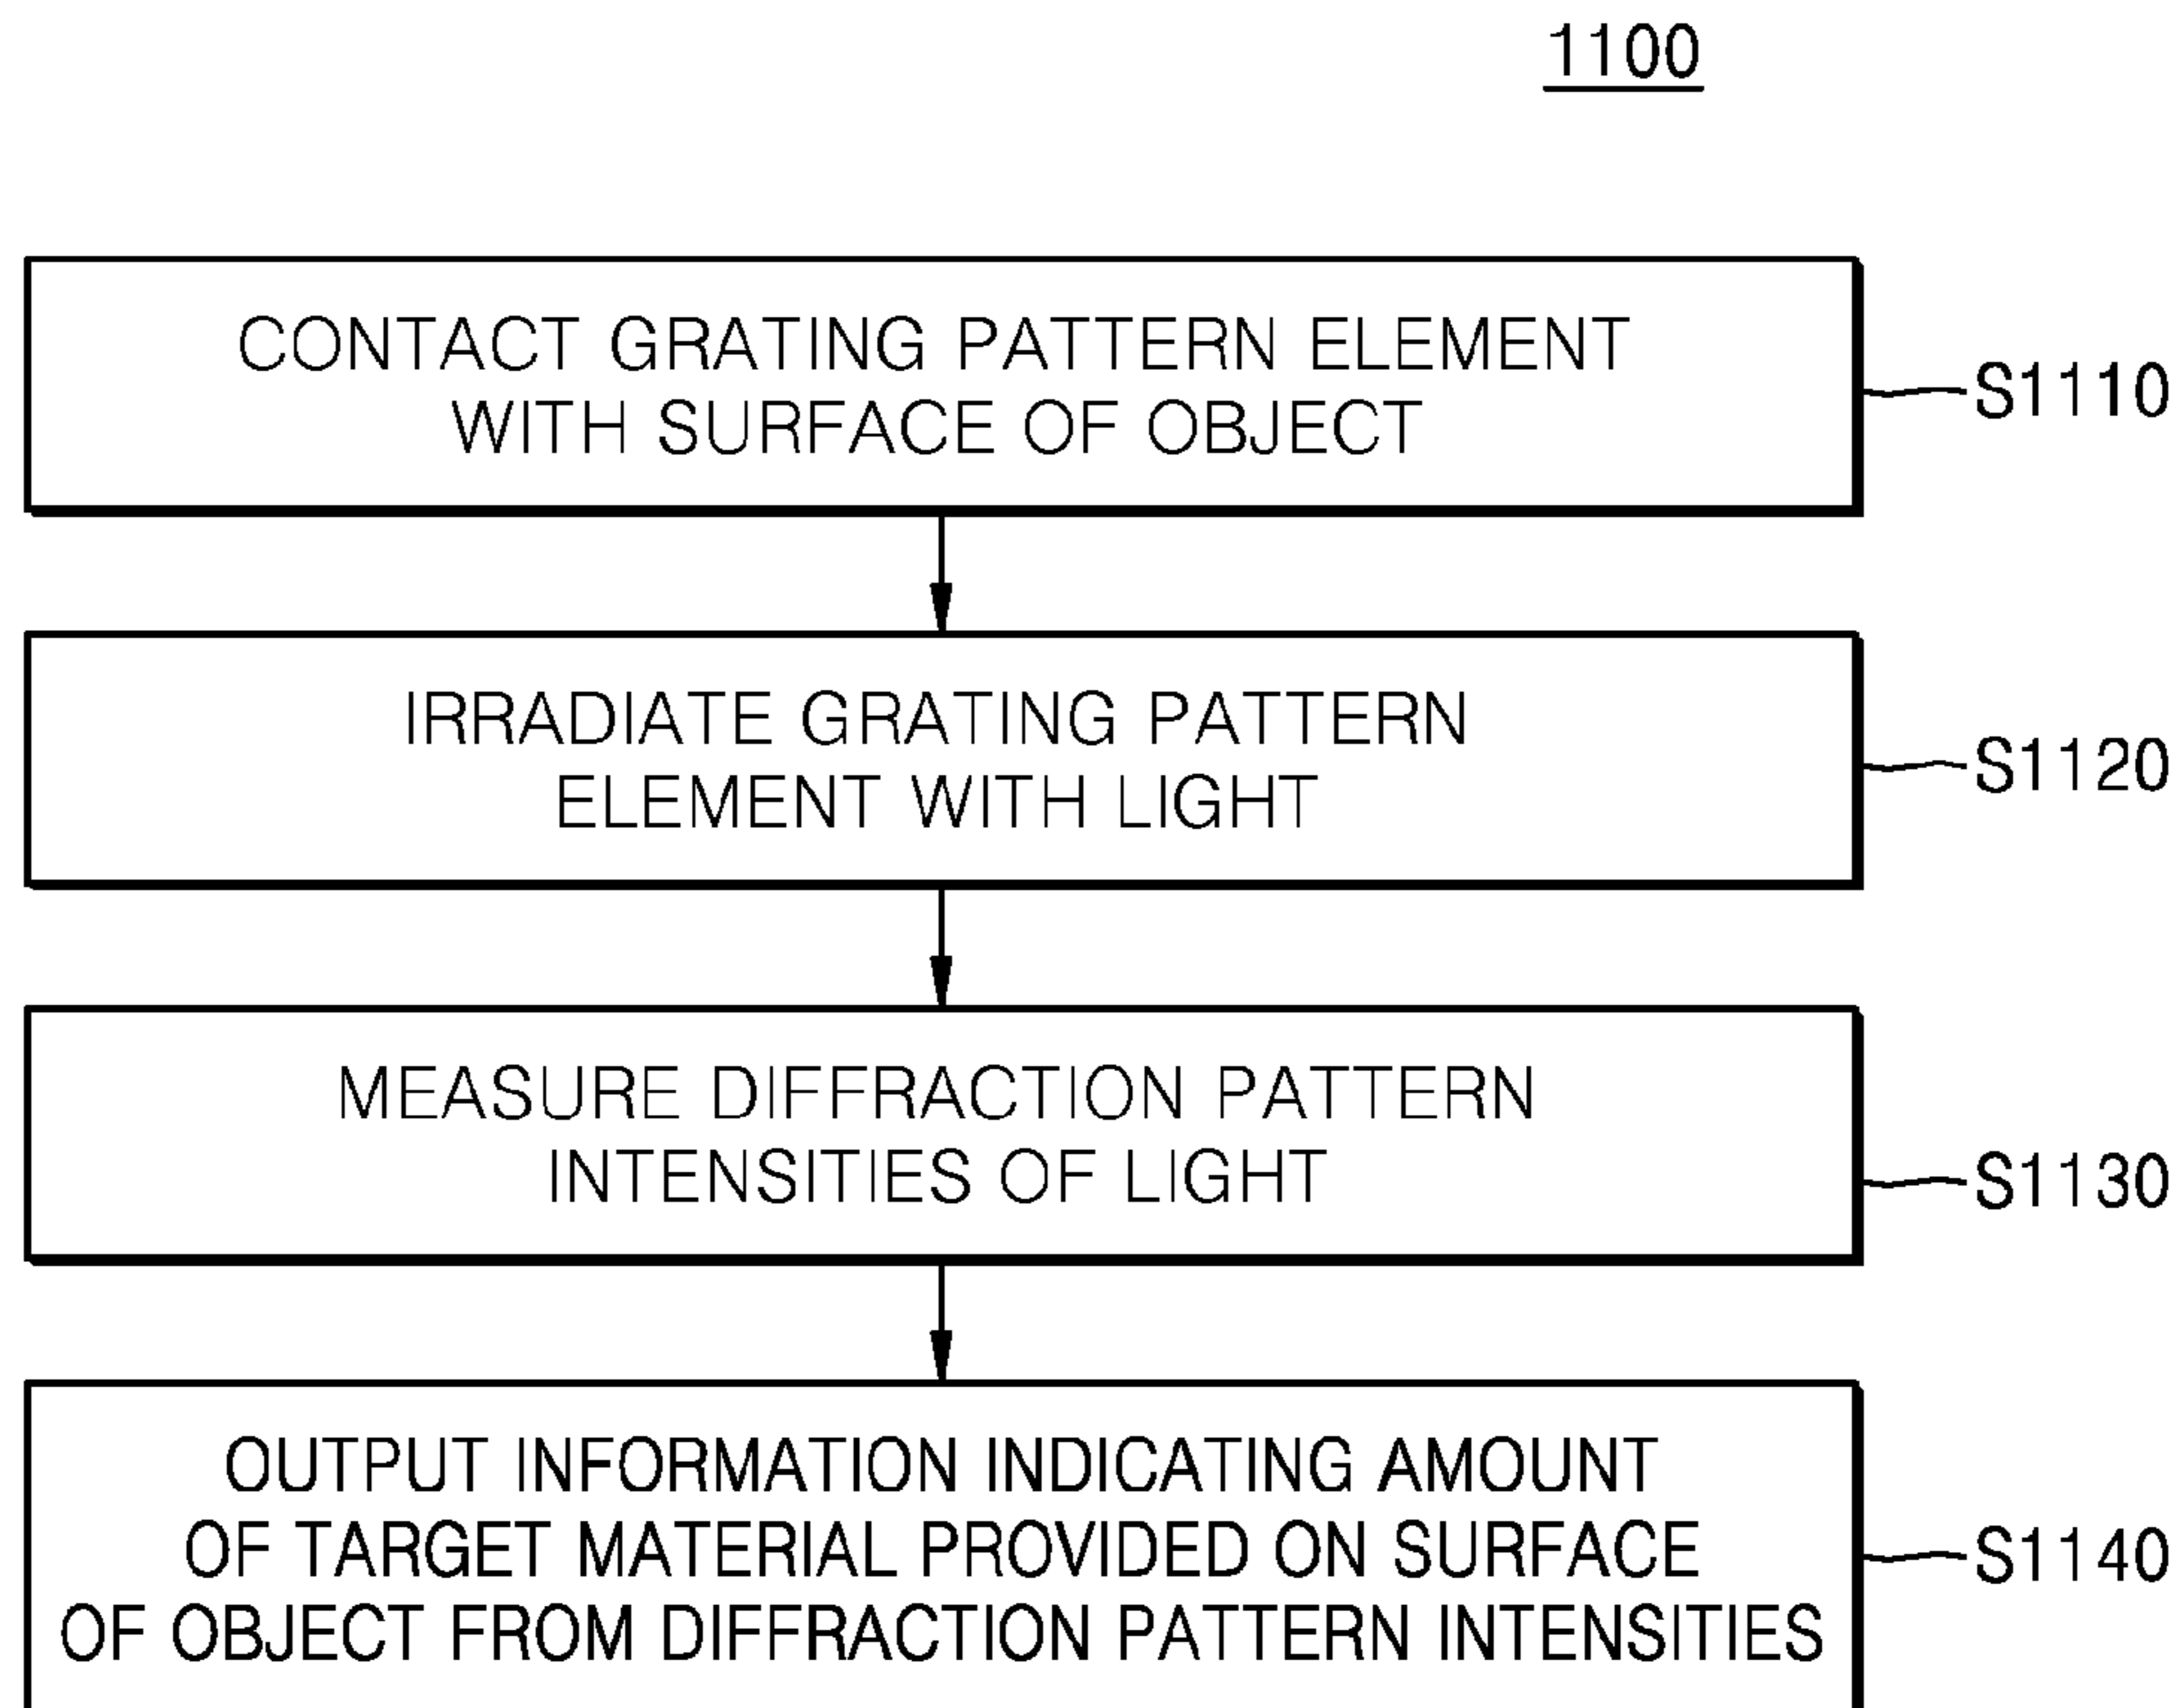 1100
CONTACT GRATING PATTERN ELEMENT
WITH SURFACE OF OBJECT
S1110
IRRADIATE GRATING PATTERN
ELEMENT WITH LIGHT
S1120
MEASURE DIFFRACTION PATTERN
INTENSITIES OF LIGHT
S1130
OUTPUT INFORMATION INDICATING AMOUNT
OF TARGET MATERIAL PROVIDED ON SURFACE
OF OBJECT FROM DIFFRACTION PATTERN INTENSITIES
S1140